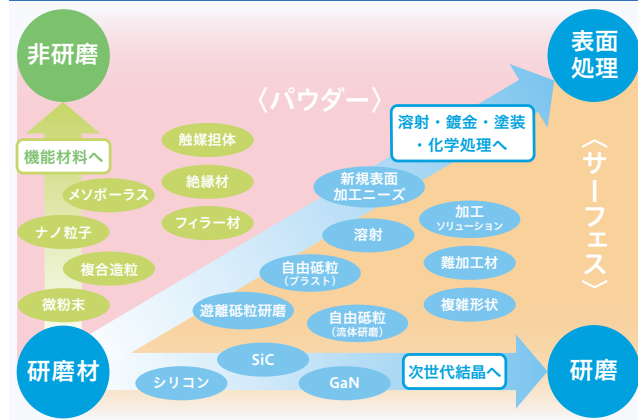 非研磨
表面
処理
〈パウダー〉
溶射・鍍金・塗装
・化学処理へ
触媒担体
機能材料へ
絶縁材
新規表面
加工ニーズ
メソポーラス
フィラー材
加工
ソリューション
〈サーフェス〉
ナノ粒子
溶射
複合造粒
自由砥粒
(ブラスト)
難加工材
微粉末
遊離砥粒研磨
自由砥粒
(流体研磨)
複雑形状
研磨材
SiC
シリコン
GaN
次世代結晶へ
研磨